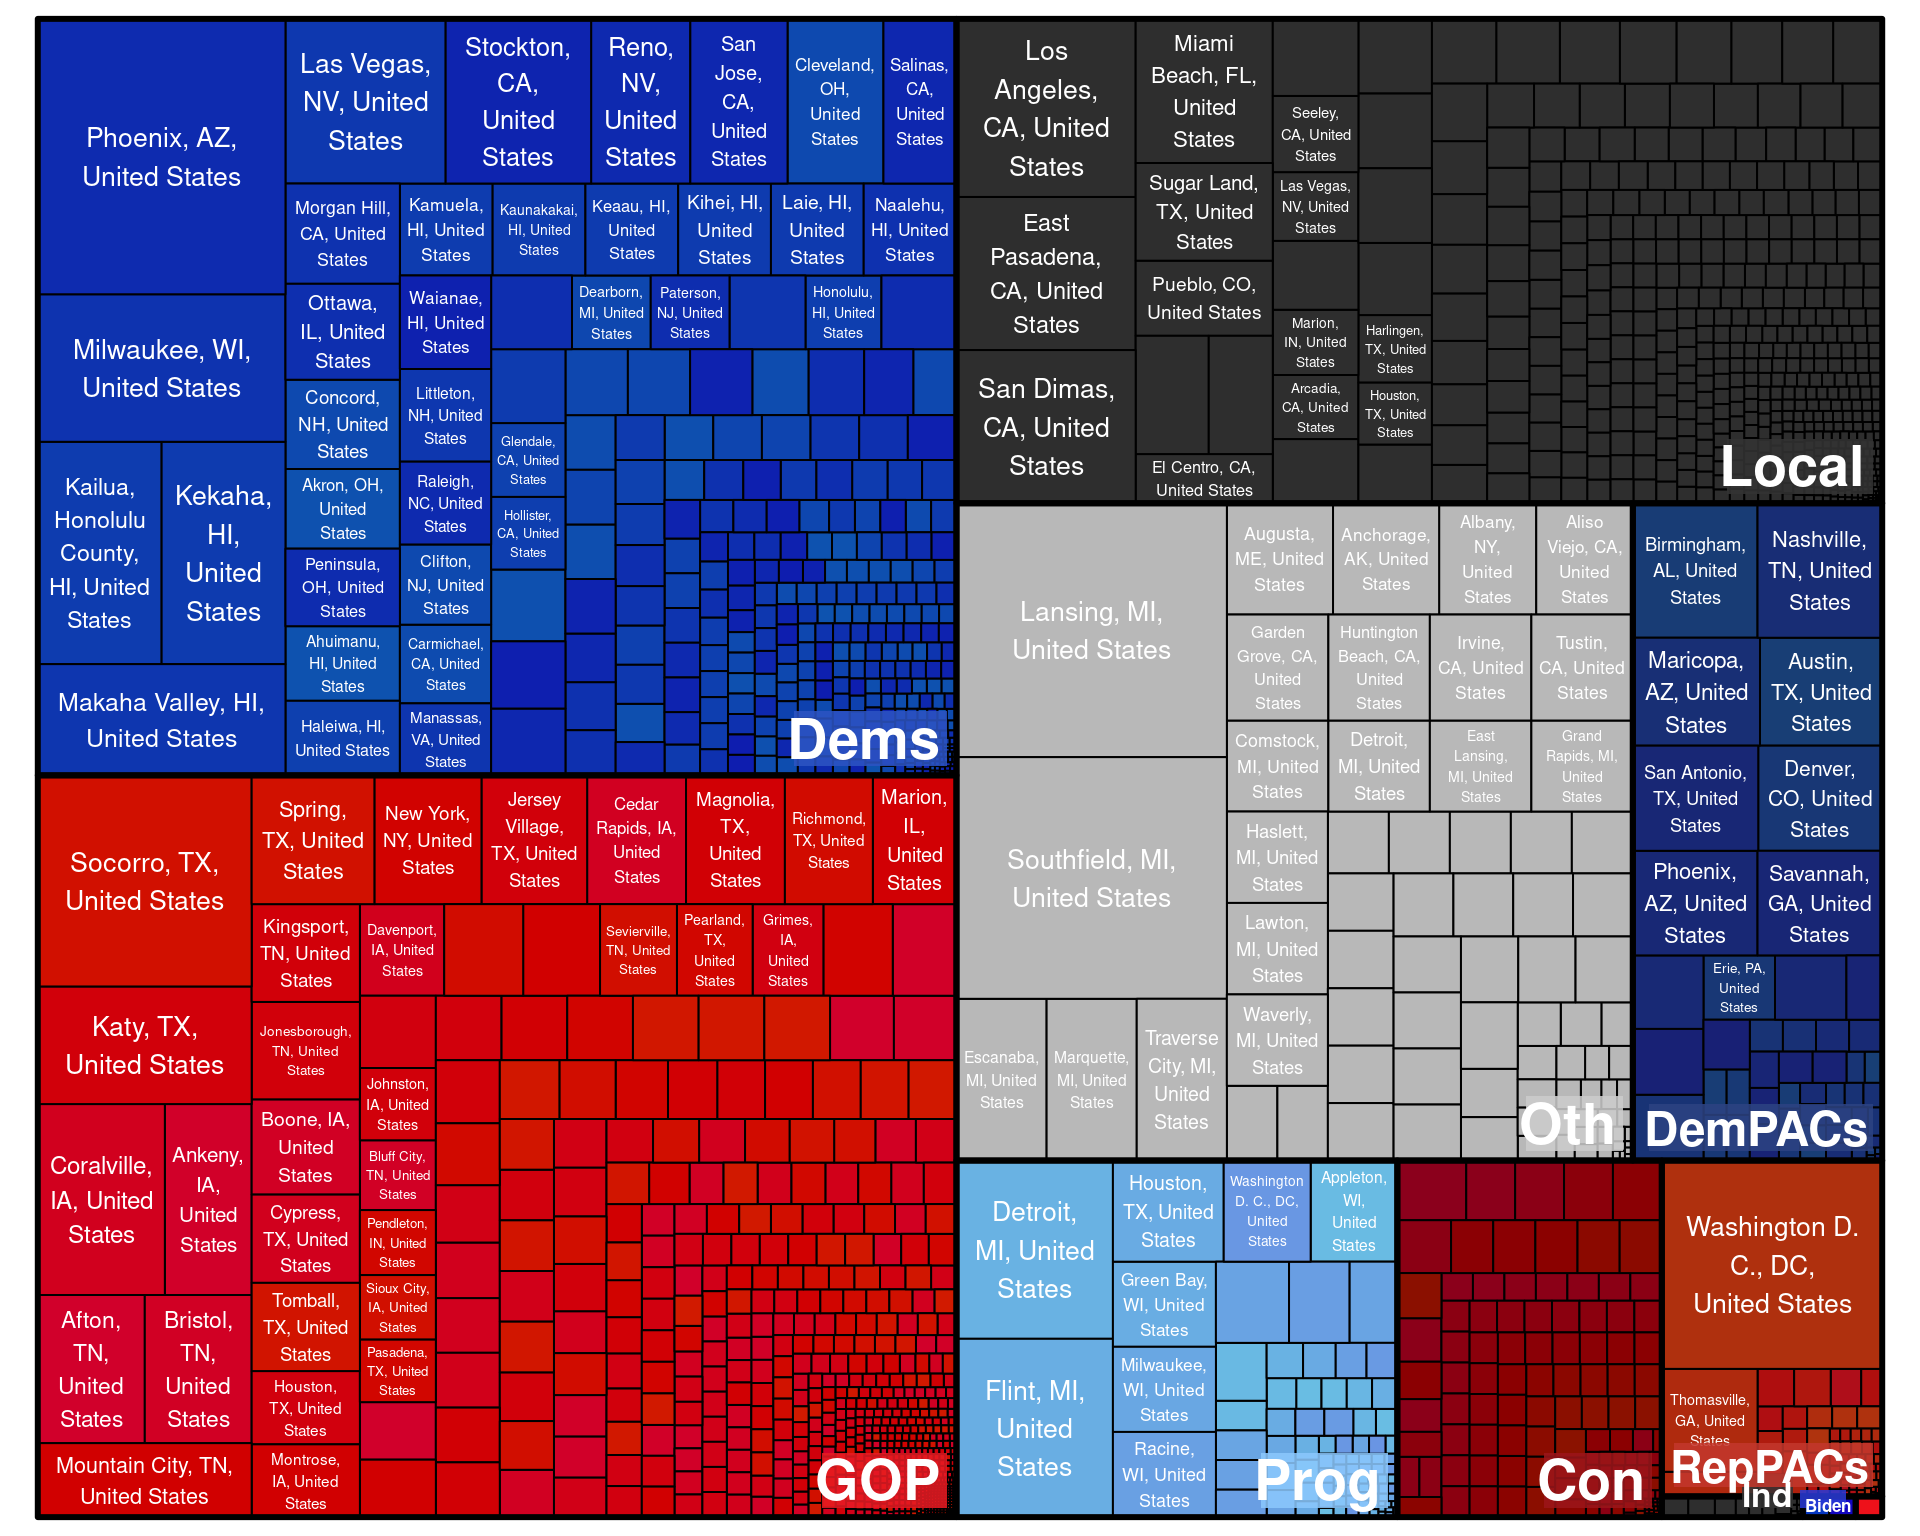 Phoenix, AZ,
United States
Milwaukee, WI,
United States
Kailua,
Honolulu
County,
HI, United
States
Kekaha,
HI,
United
States
Makaha Valley, HI,
United States
Las Vegas,
NV, United
States
Stockton,
CA,
United
States
Reno,
NV,
United
States
San
Jose,
CA,
United
States
Cleveland,
OH,
United
States
Salinas,
CA,
United
States
Morgan Hill,
CA, United
States
Ottawa,
IL, United
States
Concord,
NH, United
States
Akron, OH,
United
States
Peninsula,
OH, United
States
Ahuimanu,
HI, United
States
Haleiwa, HI,
United States
Kamuela,
HI, United
States
Kaunakakai,
HI, United
States
Keaau, HI,
United
States
Kihei, HI,
United
States
Laie, HI,
United
States
Naalehu,
HI, United
States
Waianae,
HI, United
States
Littleton,
NH, United
States
Raleigh,
NC, United
States
Clifton,
NJ, United
States
Carmichael,
CA, United
States
Manassas,
VA, United
States
Dearborn,
MI, United
States
Paterson,
NJ, United
States
Honolulu,
HI, United
States
Glendale,
CA, United
States
Hollister,
CA, United
States
Dems
Los
Angeles,
CA, United
States
East
Pasadena,
CA, United
States
San Dimas,
CA, United
States
Miami
Beach, FL,
United
States
Sugar Land,
TX, United
States
Pueblo, CO,
United States
El Centro, CA,
United States
Seeley,
CA, United
States
Las Vegas,
NV, United
States
Marion,
IN, United
States
Arcadia,
CA, United
States
Harlingen,
TX, United
States
Houston,
TX, United
States
Local
Socorro, TX,
United States
Katy, TX,
United States
Coralville,
IA, United
States
Ankeny,
IA,
United
States
Afton,
TN,
United
States
Bristol,
TN,
United
States
Mountain City, TN,
United States
Spring,
TX, United
States
New York,
NY, United
States
Jersey
Village,
TX, United
States
Cedar
Rapids, IA,
United
States
Magnolia,
TX,
United
States
Richmond,
TX, United
States
Marion,
IL,
United
States
Kingsport,
TN, United
States
Jonesborough,
TN, United
States
Boone, IA,
United
States
Cypress,
TX, United
States
Tomball,
TX, United
States
Houston,
TX, United
States
Montrose,
IA, United
States
Davenport,
IA, United
States
Sevierville,
TN, United
States
Pearland,
TX,
United
States
Grimes,
IA,
United
States
Johnston,
IA, United
States
Bluff City,
TN, United
States
Pendleton,
IN, United
States
Sioux City,
IA, United
States
Pasadena,
TX, United
States
GOP
Lansing, MI,
United States
Southfield, MI,
United States
Escanaba,
MI, United
States
Marquette,
MI, United
States
Traverse
City, MI,
United
States
Augusta,
ME, United
States
Anchorage,
AK, United
States
Albany,
NY,
United
States
Aliso
Viejo, CA,
United
States
Garden
Grove, CA,
United
States
Huntington
Beach, CA,
United
States
Irvine,
CA, United
States
Tustin,
CA, United
States
Comstock,
MI, United
States
Detroit,
MI, United
States
East
Lansing,
MI, United
States
Grand
Rapids, MI,
United
States
Haslett,
MI, United
States
Lawton,
MI, United
States
Waverly,
MI, United
States
Oth
Birmingham,
AL, United
States
Nashville,
TN, United
States
Maricopa,
AZ, United
States
Austin,
TX, United
States
San Antonio,
TX, United
States
Denver,
CO, United
States
Phoenix,
AZ, United
States
Savannah,
GA, United
States
Erie, PA,
United
States
DemPACs
Detroit,
MI, United
States
Flint, MI,
United
States
Houston,
TX, United
States
Washington
D. C., DC,
United
States
Appleton,
WI,
United
States
Green Bay,
WI, United
States
Milwaukee,
WI, United
States
Racine,
WI, United
States
Prog
Con
Washington D.
C., DC,
United States
Thomasville,
GA, United
States
RepPACs
Ind
Biden